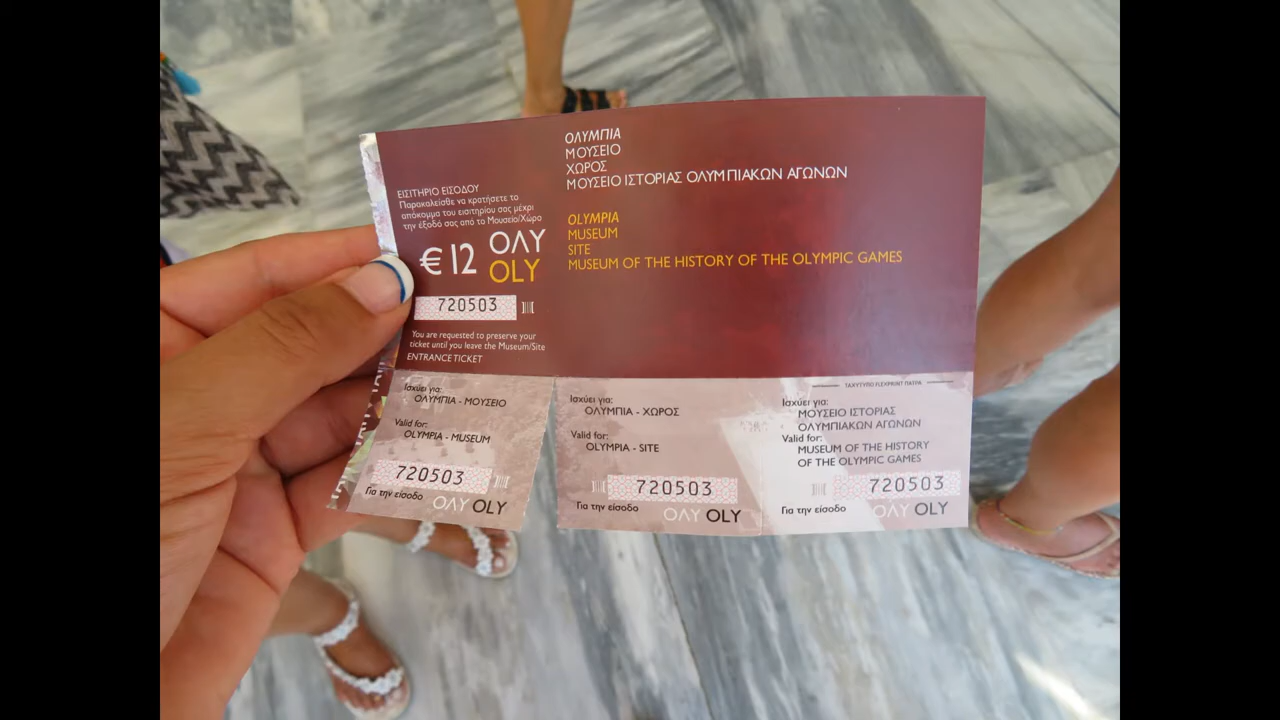 ΟΛΥΜΠΙΑ
ΜΟΥΣΕΙΟ
ΧΩΡΟΣ
ΜΟΥΣΕΙΟ ΙΣΤΟΡΙΑΣ ΟΛΥΜΠΙΑΚΩΝ ΑΓΩΝΩΝ
OLYMPIA
MUSEUM
SITE
MUSEUM OF THE HISTORY OF THE OLYMPIC GAMES
ΕΙΣΙΤΗΡΙΟ ΕΙΣΟΔΟΥ
Παρακαλείσθε να κρατήσετε το
απόκομμα του εισιτηρίου σας μέχρι
την έξοδό σας από το Μουσείο/Χώρο
€12 ΟΛΥ
OLY
720503
You are requested to preserve your
ticket until you leave the Museum/Site
ENTRANCE TICKET
Ισχύει για:
ΟΛΥΜΠΙΑ - ΜΟΥΣΕΙΟ
Valid for:
OLYMPIA - MUSEUM
720503
Για την είσοδο ΟΛΥ OLY
Ισχύει για:
ΟΛΥΜΠΙΑ - ΧΩΡΟΣ
Valid for:
OLYMPIA - SITE
720503
Για την είσοδο ΟΛΥ OLY
ΤΑΧΥΤΥΠΟ FLEXPRINT ΠΑΤΡΑ
Ισχύει για:
ΜΟΥΣΕΙΟ ΙΣΤΟΡΙΑΣ
ΟΛΥΜΠΙΑΚΩΝ ΑΓΩΝΩΝ
Valid for:
MUSEUM OF THE HISTORY
OF THE OLYMPIC GAMES
720503
Για την είσοδο ΟΛΥ OLY